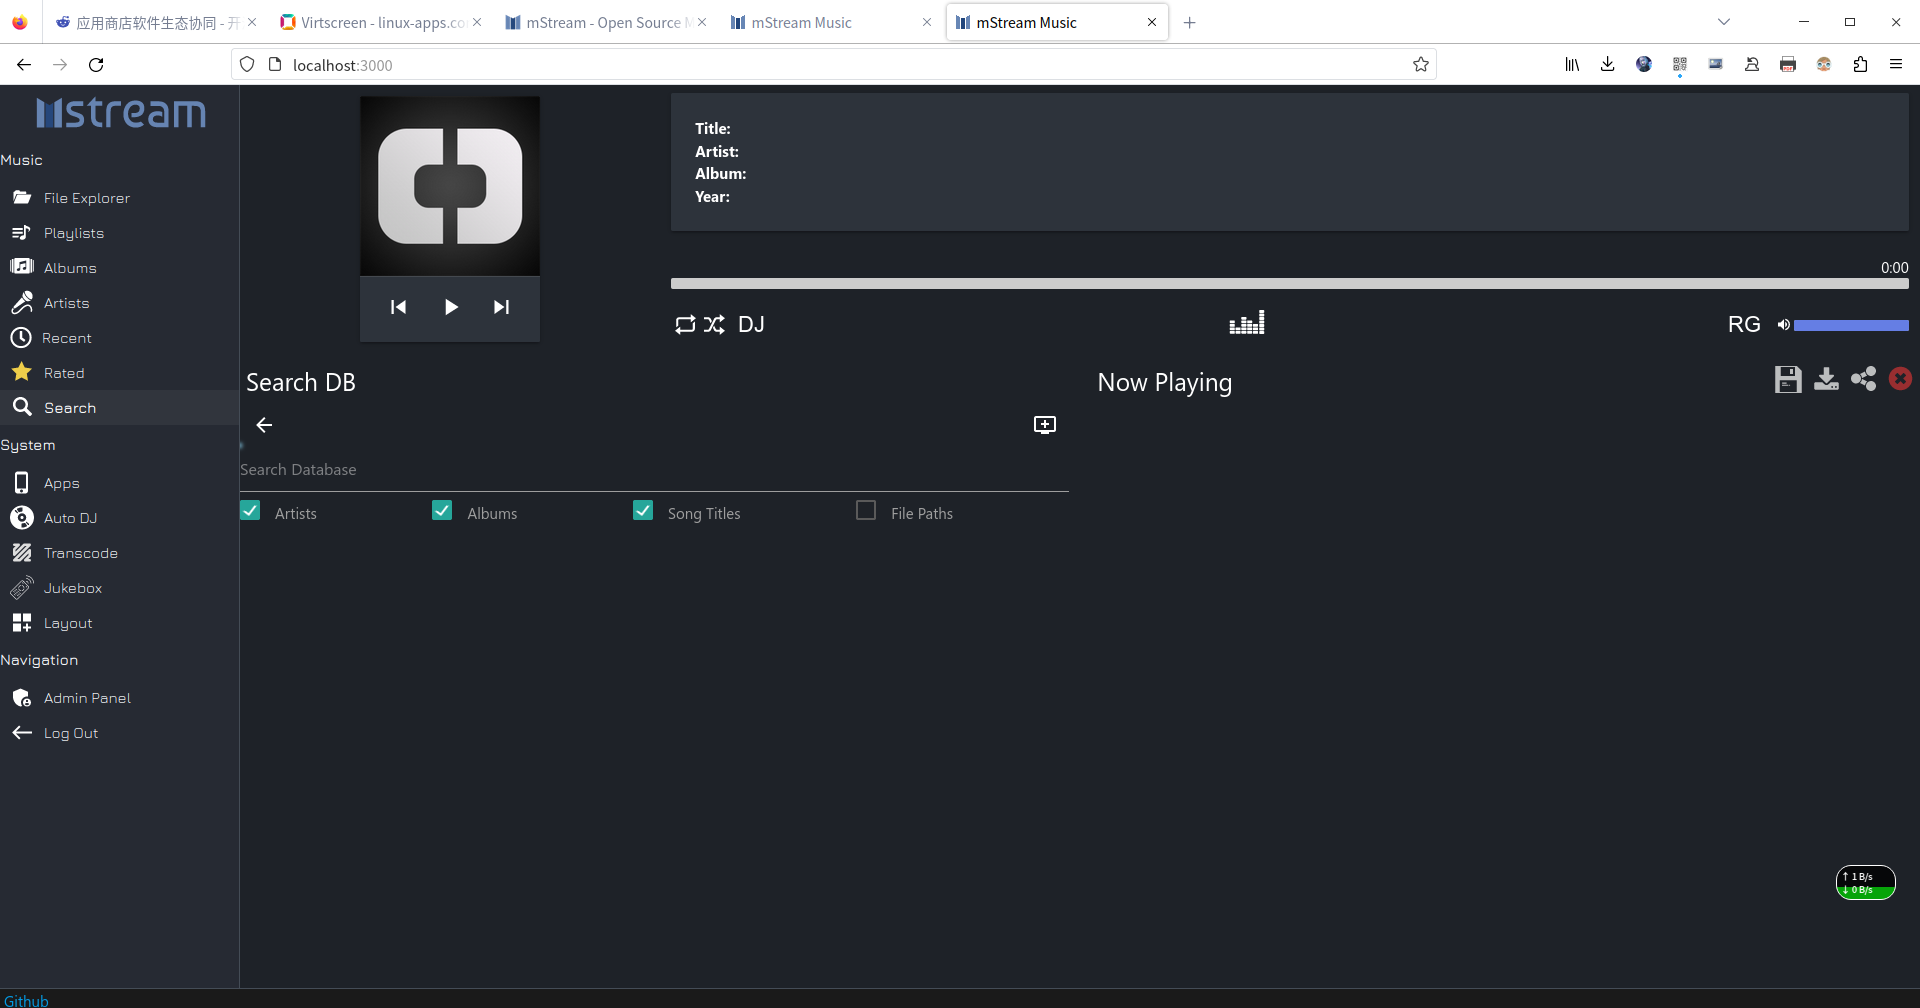 应用商店软件生态协同 - 开
Virtscreen - linux-apps.co
mStream - Open Source M
mStream Music
mStream Music
localhost:3000
mstream
Music
File Explorer
Playlists
Albums
Artists
Recent
Rated
Search
System
Apps
Auto DJ
Transcode
Jukebox
Layout
Navigation
Admin Panel
Log Out
Title:
Artist:
Album:
Year:
0:00
DJ
RG
Search DB
Search Database
Artists
Albums
Song Titles
File Paths
Now Playing
↑ 1 B/s
↓ 0 B/s
Github